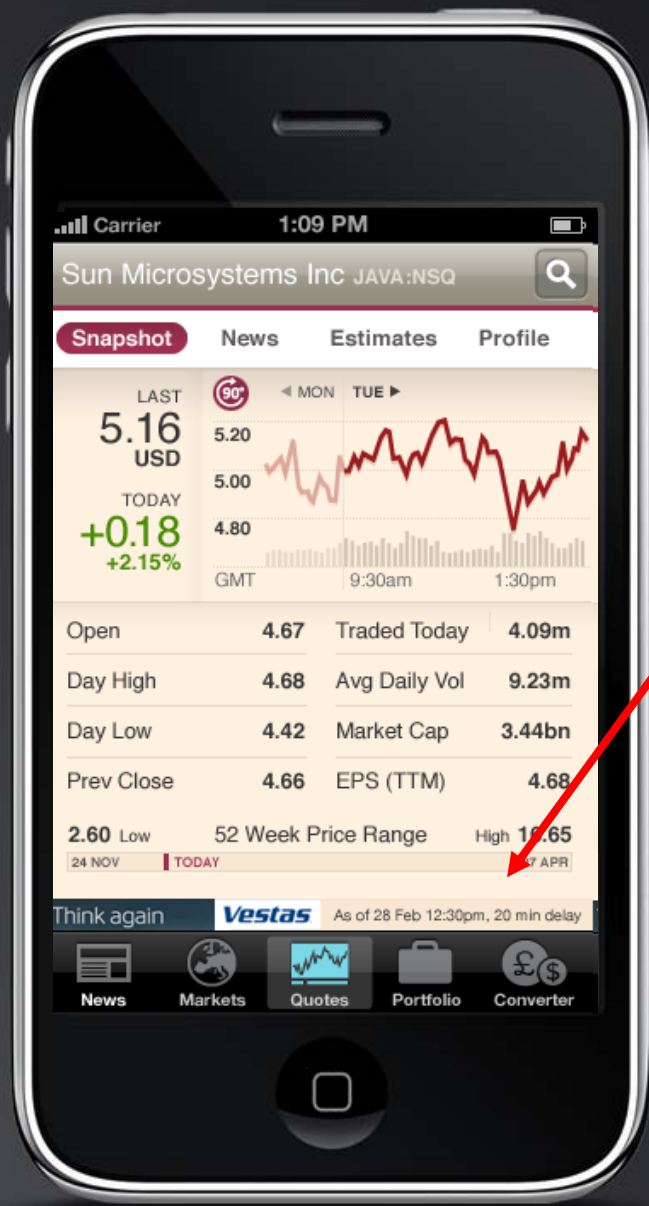 Carrier 1:09 PM
Sun Microsystems Inc JAVA:NSQ
Snapshot News Estimates Profile
LAST
5.16
USD
TODAY
+0.18
+2.15%
90°
◀ MON TUE ▶
5.20
5.00
4.80
GMT 9:30am 1:30pm
Open 4.67 Traded Today 4.09m
Day High 4.68 Avg Daily Vol 9.23m
Day Low 4.42 Market Cap 3.44bn
Prev Close 4.66 EPS (TTM) 4.68
2.60 Low 52 Week Price Range High
24 NOV TODAY APR
Think again Vestas As of 28 Feb 12:30pm, 20 min delay
News Markets Quotes Portfolio Converter